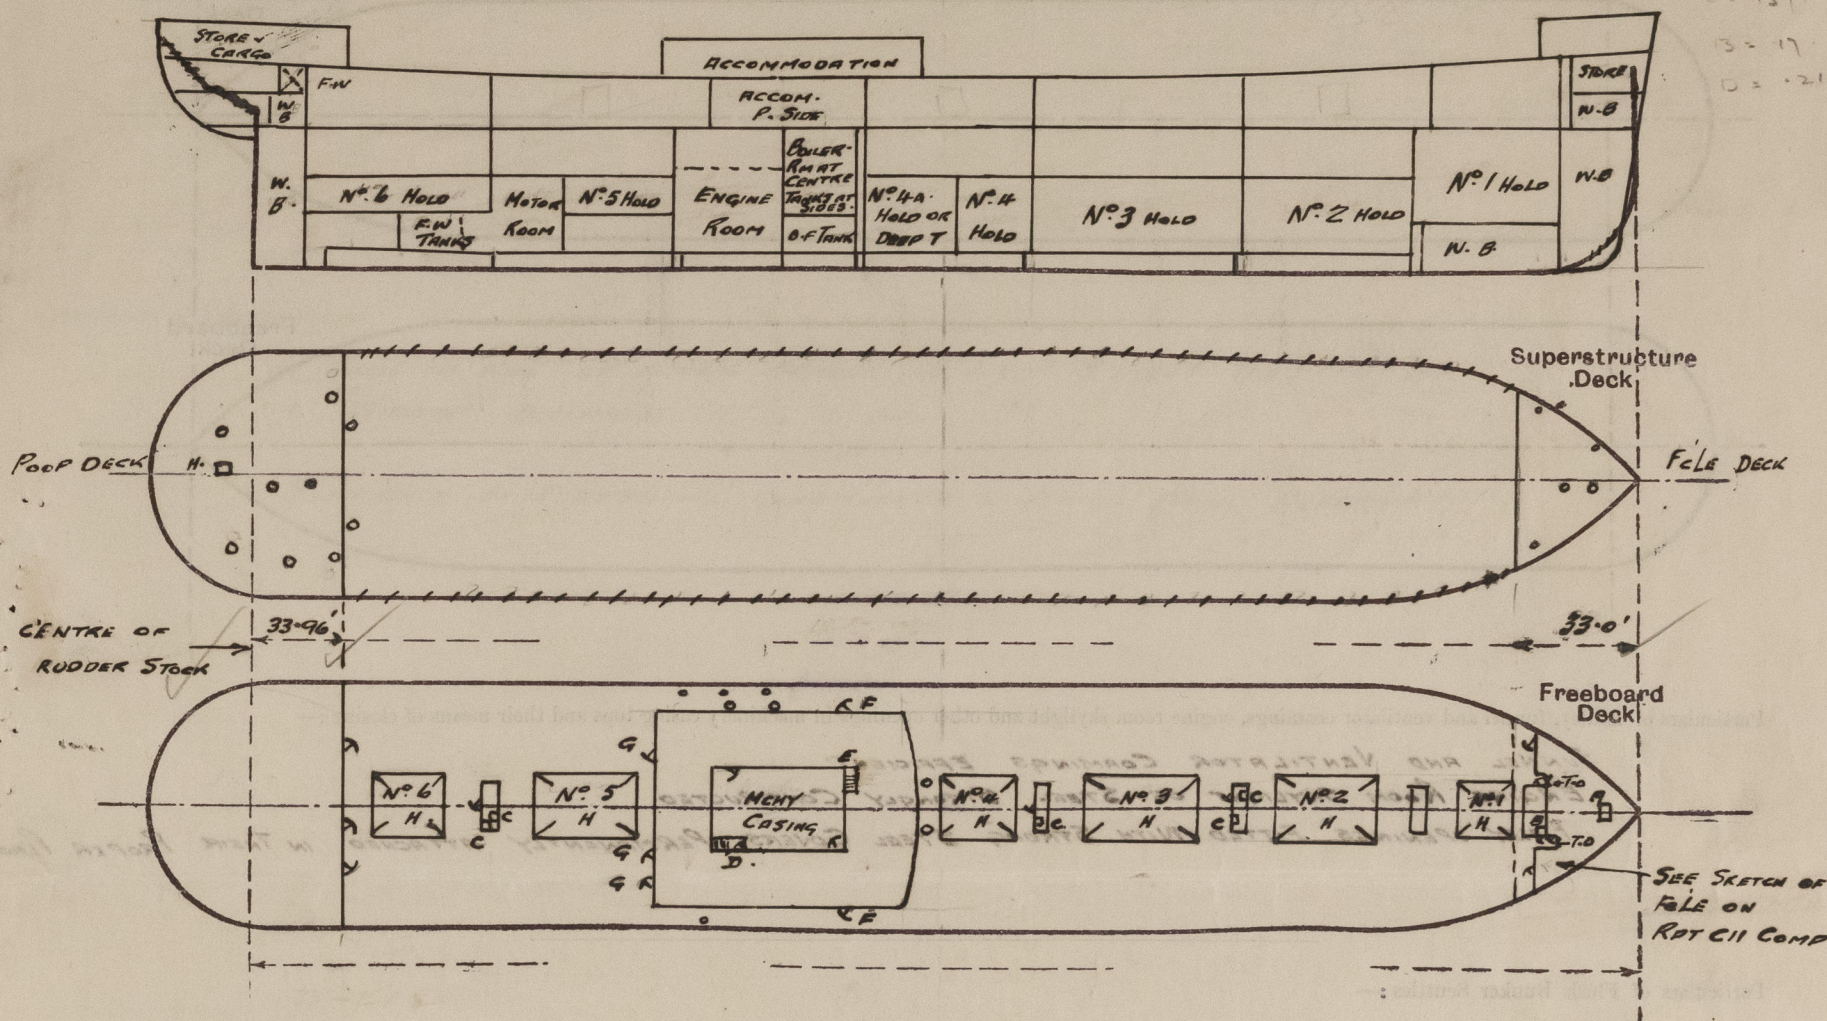 STORE &
CARGO
ACCOMMODATION
F.W
W
B
ACCOM.
P. SIDE
STORE
W.B
W.
B.
Nº 6 HOLD
F.W
TANKS
MOTOR
ROOM
Nº 5 HOLD
ENGINE
ROOM
BOILER
RM AT
CENTRE
TANKS AT
SIDES.
O.F TANK
Nº 4A.
HOLD OR
DEEP T
Nº 4
HOLD
Nº 3 HOLD
Nº 2 HOLD
Nº 1 HOLD
W.B
W.B
Superstructure
Deck
POOP DECK
H.
F'CLE DECK
CENTRE OF
RUDDER STOCK
33.96'
33.0'
Freeboard
Deck
F
G
E
Nº 6
H
C
C
Nº 5
H
MCHY
CASING
D.
G
G
F
Nº 4
H
C
Nº 3
H
C
C
Nº 2
H
Nº 1
H
T.O
T.O
SEE SKETCH OF
F'CLE ON
RPT C11 COMP